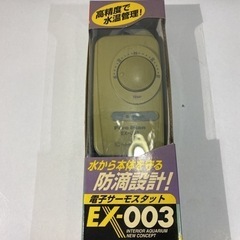 高精度で
水温管理!
水から本体を守る
防滴設計!
電子サーモスタット
EX-003
INTERIOR AQUARIUM
NEW CONCEPT